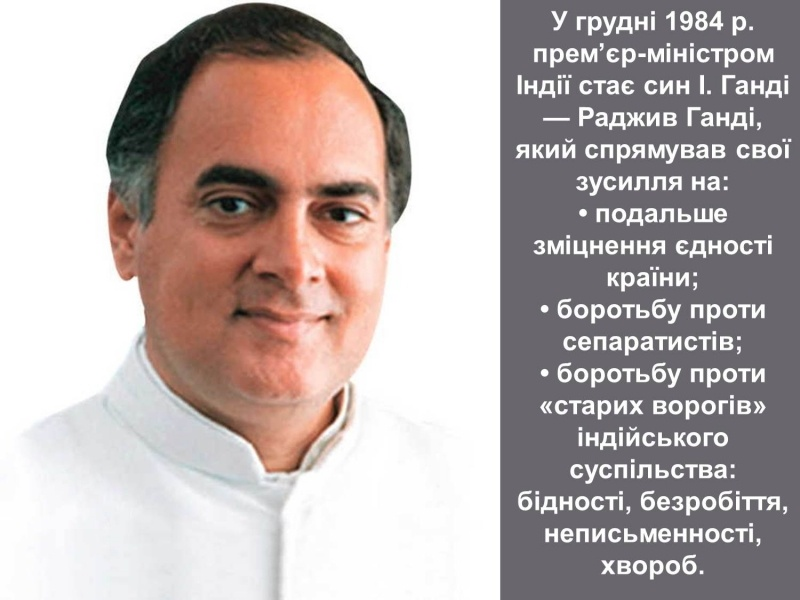 У грудні 1984 р.
прем’єр-міністром
Індії стає син І. Ганді
— Раджив Ганді,
який спрямував свої
зусилля на:
• подальше
зміцнення єдності
країни;
• боротьбу проти
сепаратистів;
• боротьбу проти
«старих ворогів»
індійського
суспільства:
бідності, безробіття,
неписьменності,
хвороб.